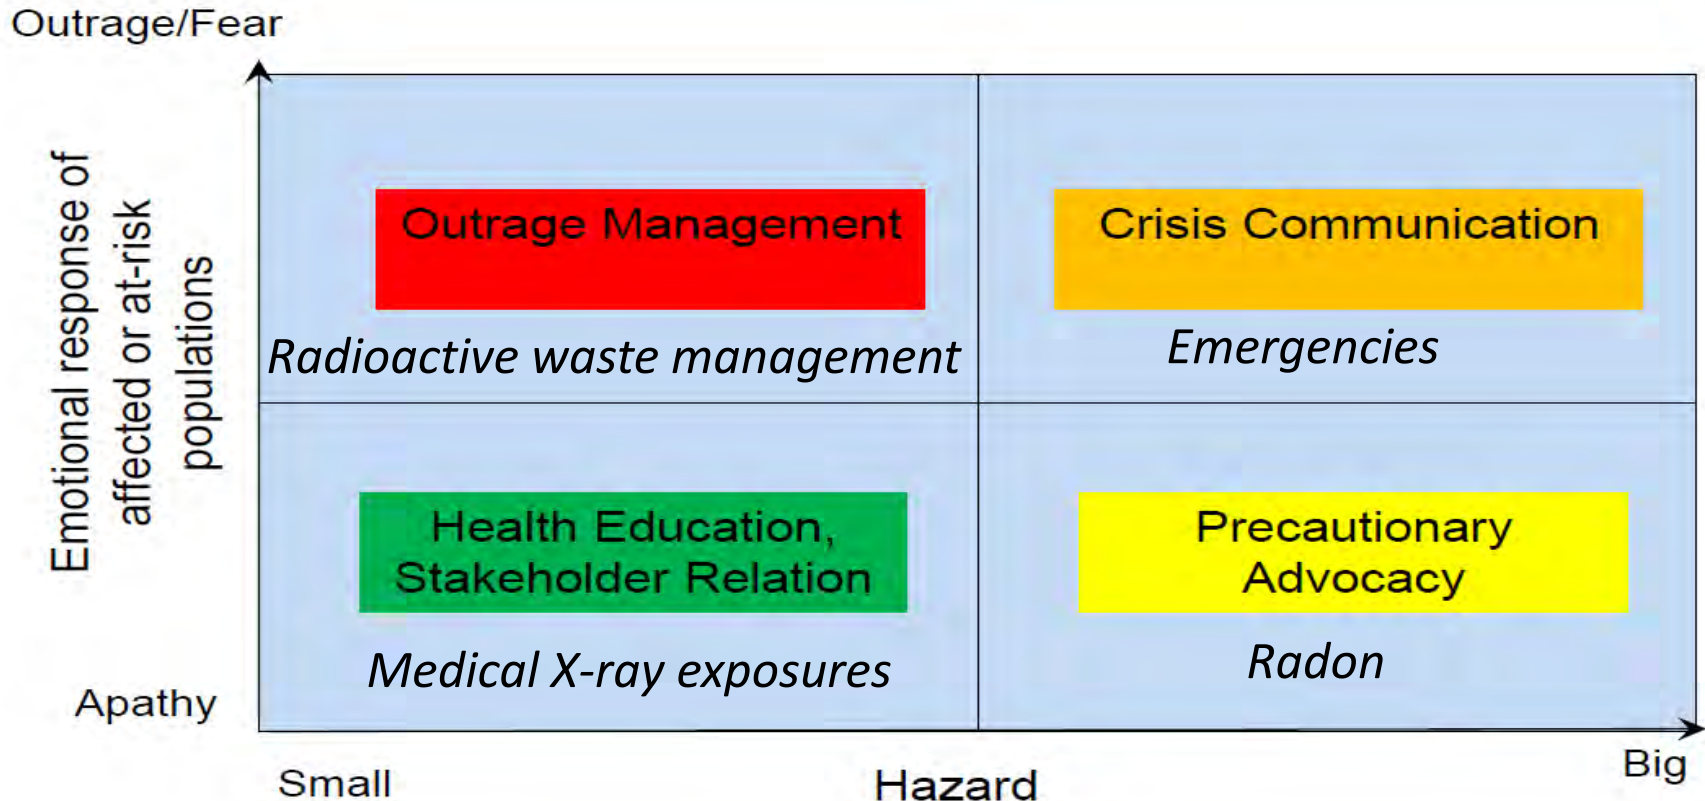 Outrage/Fear
Emotional response of
affected or at-risk
populations
Outrage Management
Radioactive waste management
Crisis Communication
Emergencies
Health Education,
Stakeholder Relation
Medical X-ray exposures
Precautionary
Advocacy
Radon
Apathy
Small
Hazard
Big